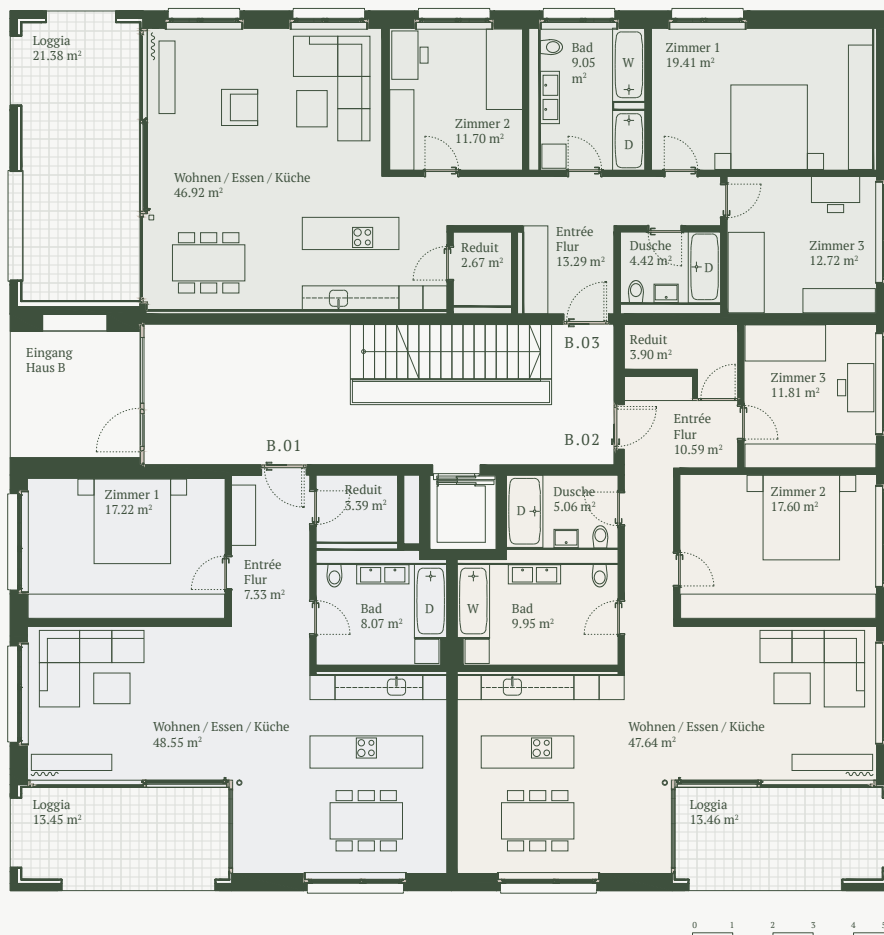 Loggia
21.38 m²
Wohnen / Essen / Küche
46.92 m²
Zimmer 2
11.70 m²
Bad
9.05
m²
W
D
Zimmer 1
19.41 m²
Reduit
2.67 m²
Entrée
Flur
13.29 m²
Dusche
4.42 m²
D
Zimmer 3
12.72 m²
Eingang
Haus B
B.03
B.02
B.01
Reduit
3.90 m²
Zimmer 3
11.81 m²
Entrée
Flur
10.59 m²
Zimmer 1
17.22 m²
Reduit
3.39 m²
Entrée
Flur
7.33 m²
D
Dusche
5.06 m²
Zimmer 2
17.60 m²
Bad
8.07 m²
D
W
Bad
9.95 m²
Wohnen / Essen / Küche
48.55 m²
Wohnen / Essen / Küche
47.64 m²
Loggia
13.45 m²
Loggia
13.46 m²
0 1 2 3 4